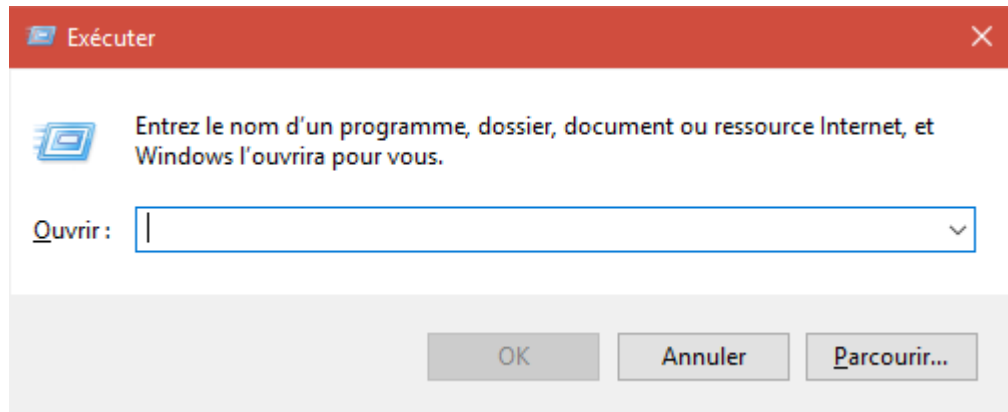 Exécuter
Entrez le nom d'un programme, dossier, document ou ressource Internet, et
Windows l'ouvrira pour vous.
Ouvrir :
OK Annuler Parcourir...